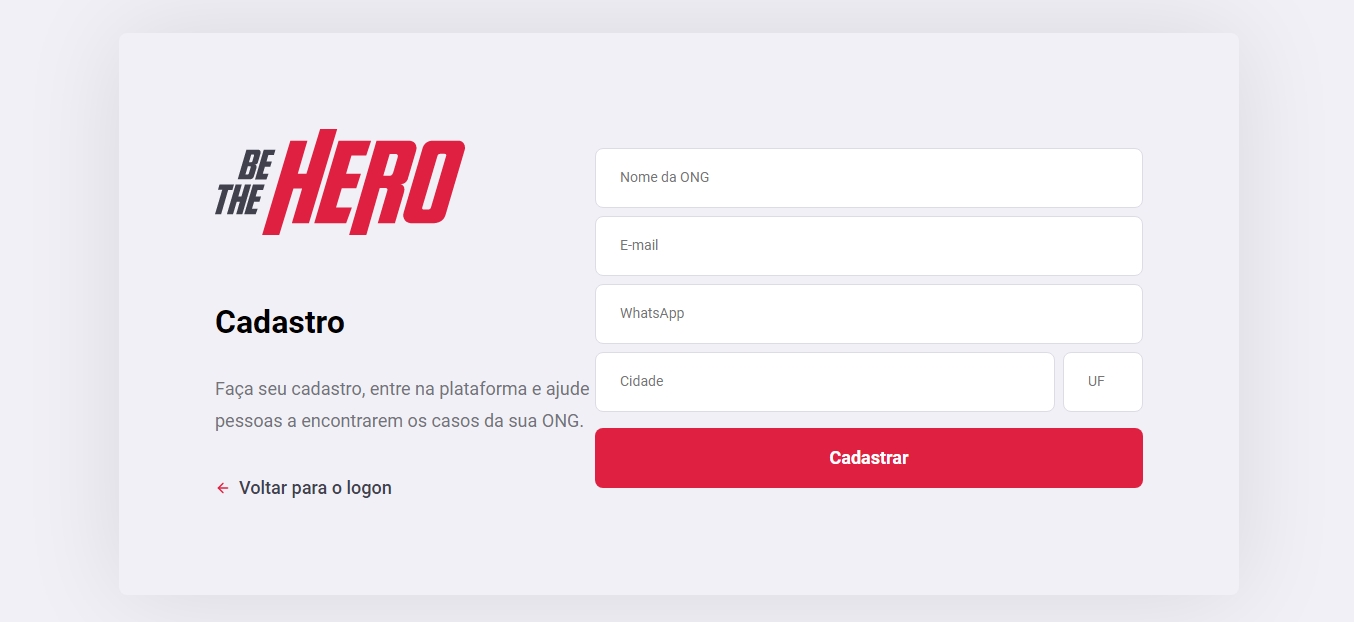 BE
THE
HERO
Cadastro
Faça seu cadastro, entre na plataforma e ajude
pessoas a encontrarem os casos da sua ONG.
Voltar para o logon
Nome da ONG
E-mail
WhatsApp
Cidade
UF
Cadastrar